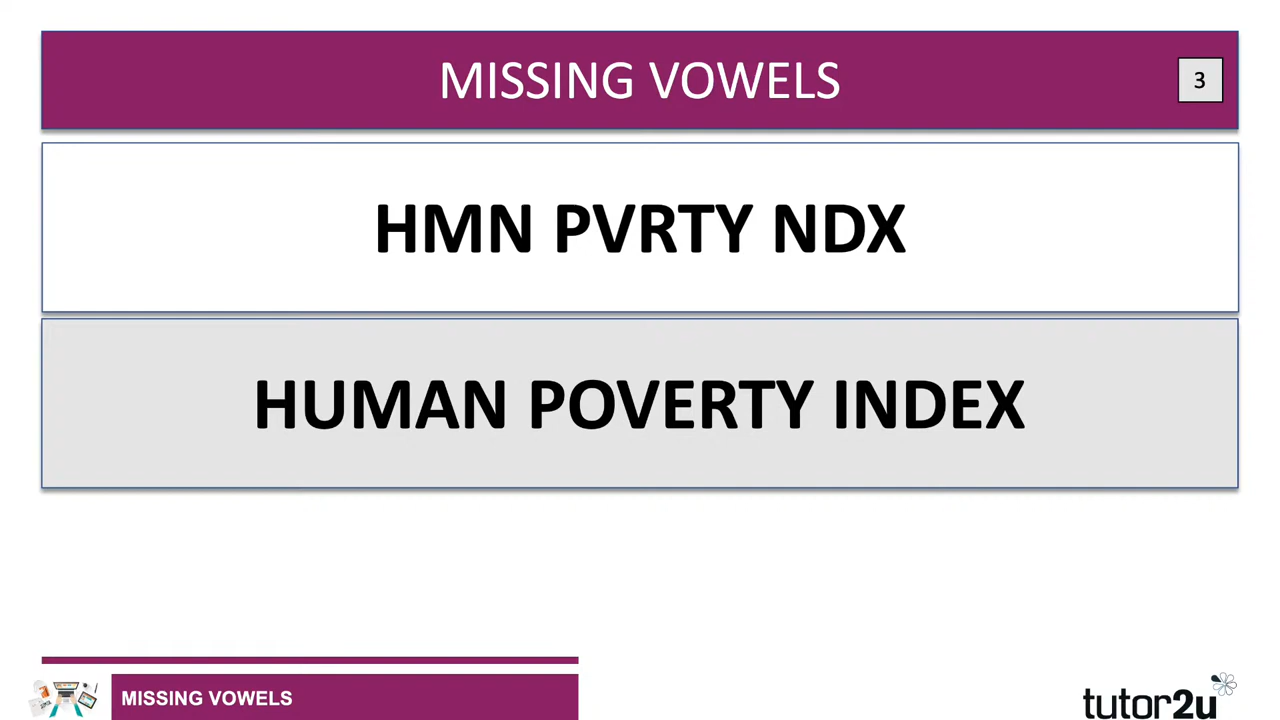 MISSING VOWELS
3
HMN PVRTY NDX
HUMAN POVERTY INDEX
MISSING VOWELS
tutor2u